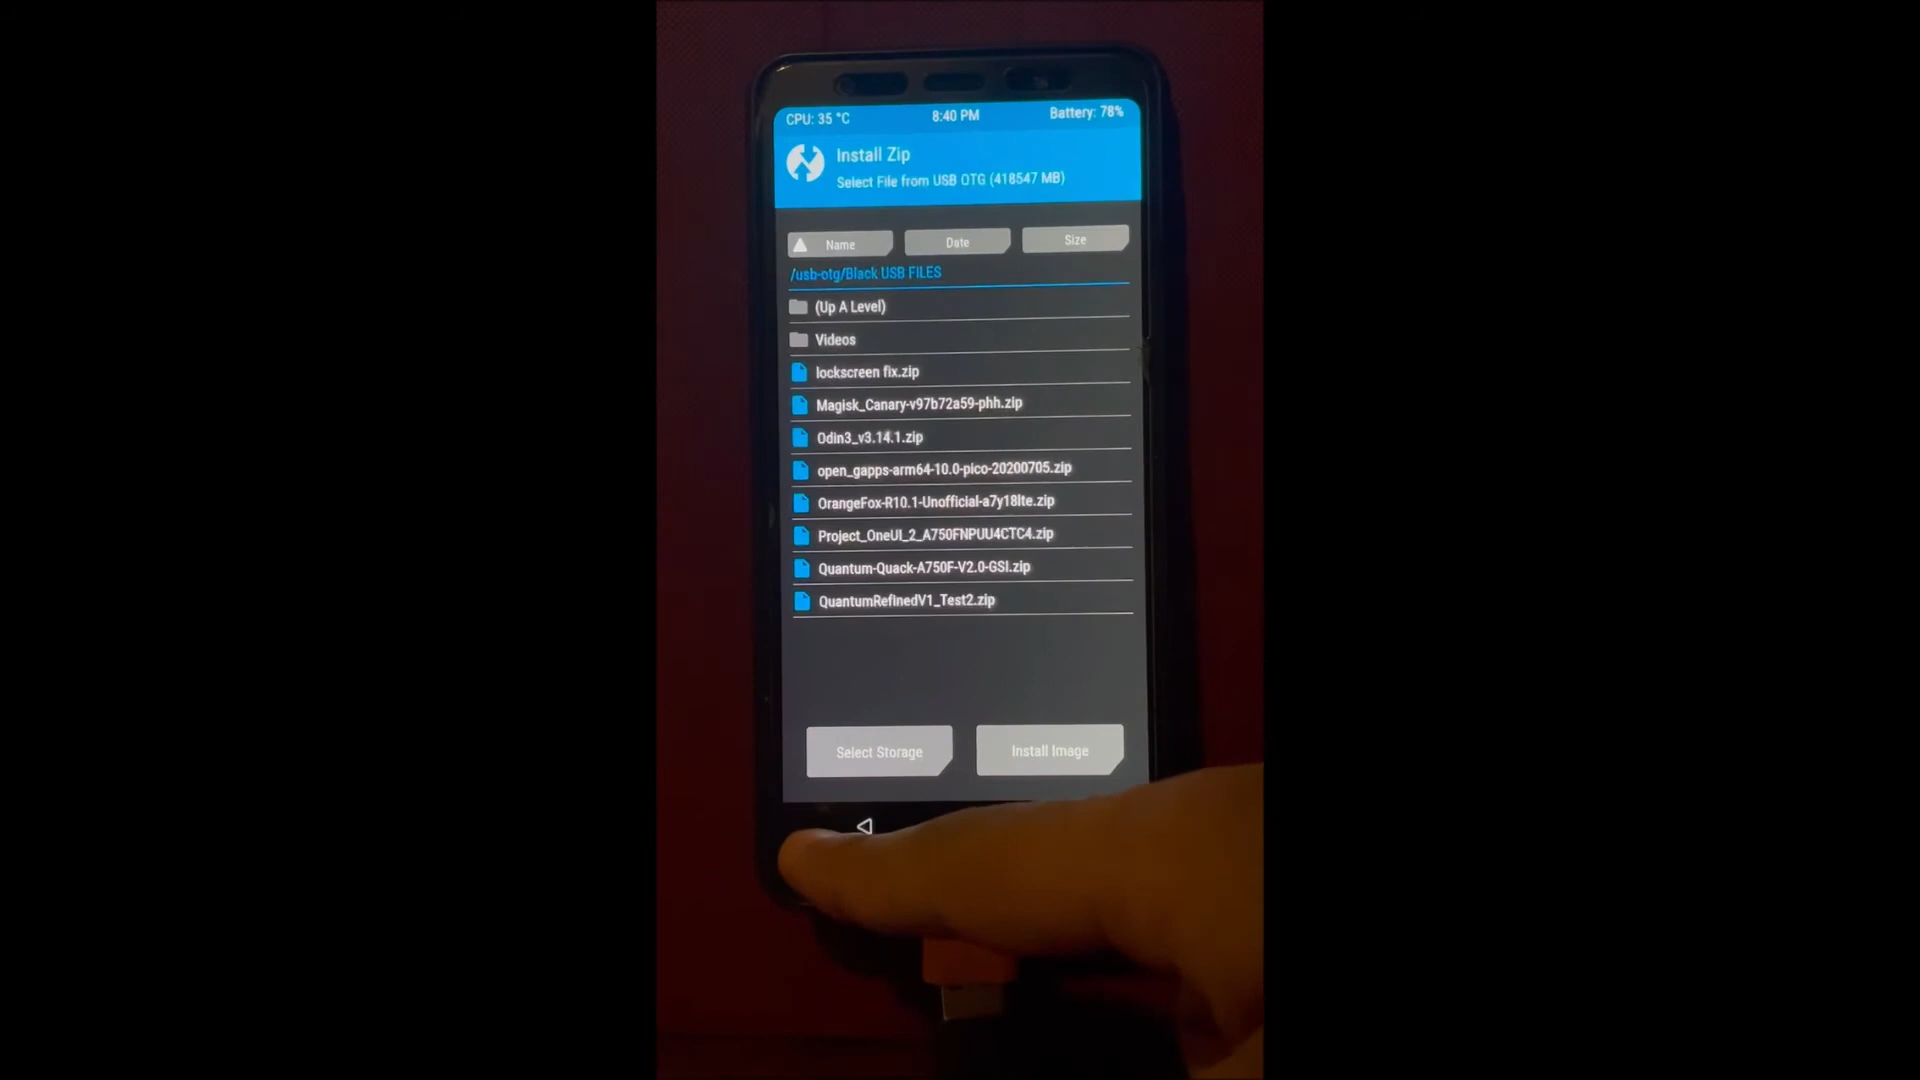 CPU: 35 °C 8:40 PM Battery: 78%
Install Zip
Select File from USB OTG (418547 MB)
Name Date Size
/usb-otg/Black USB FILES
(Up A Level)
Videos
lockscreen fix.zip
Magisk_Canary-v97b72a59-phh.zip
Odin3_v3.14.1.zip
open_gapps-arm64-10.0-pico-20200705.zip
OrangeFox-R10.1-Unofficial-a7y18lte.zip
Project_OneUI_2_A750FNPUU4CTC4.zip
Quantum-Quack-A750F-V2.0-GSI.zip
QuantumRefinedV1_Test2.zip
Select Storage Install Image